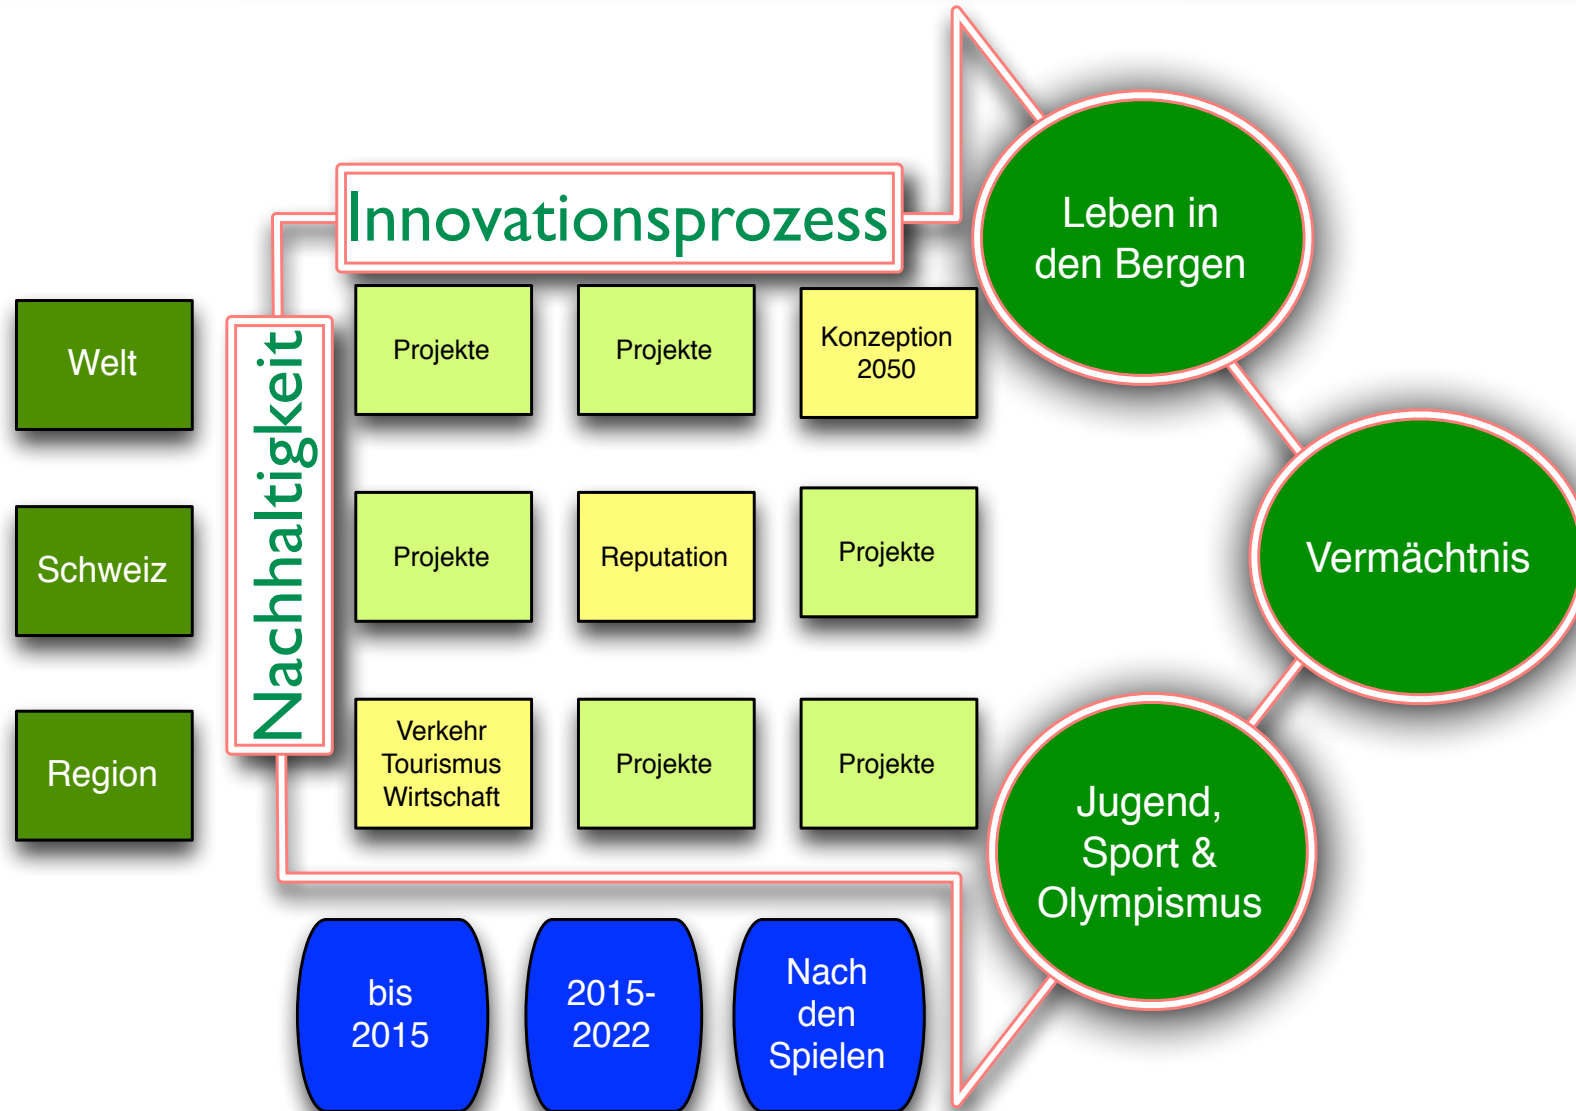 Innovationsprozess
Leben in
den Bergen
Welt
Nachhaltigkeit
Projekte
Projekte
Konzeption
2050
Schweiz
Projekte
Reputation
Projekte
Vermächtnis
Region
Verkehr
Tourismus
Wirtschaft
Projekte
Projekte
Jugend,
Sport &
Olympismus
bis
2015
2015-
2022
Nach
den
Spielen